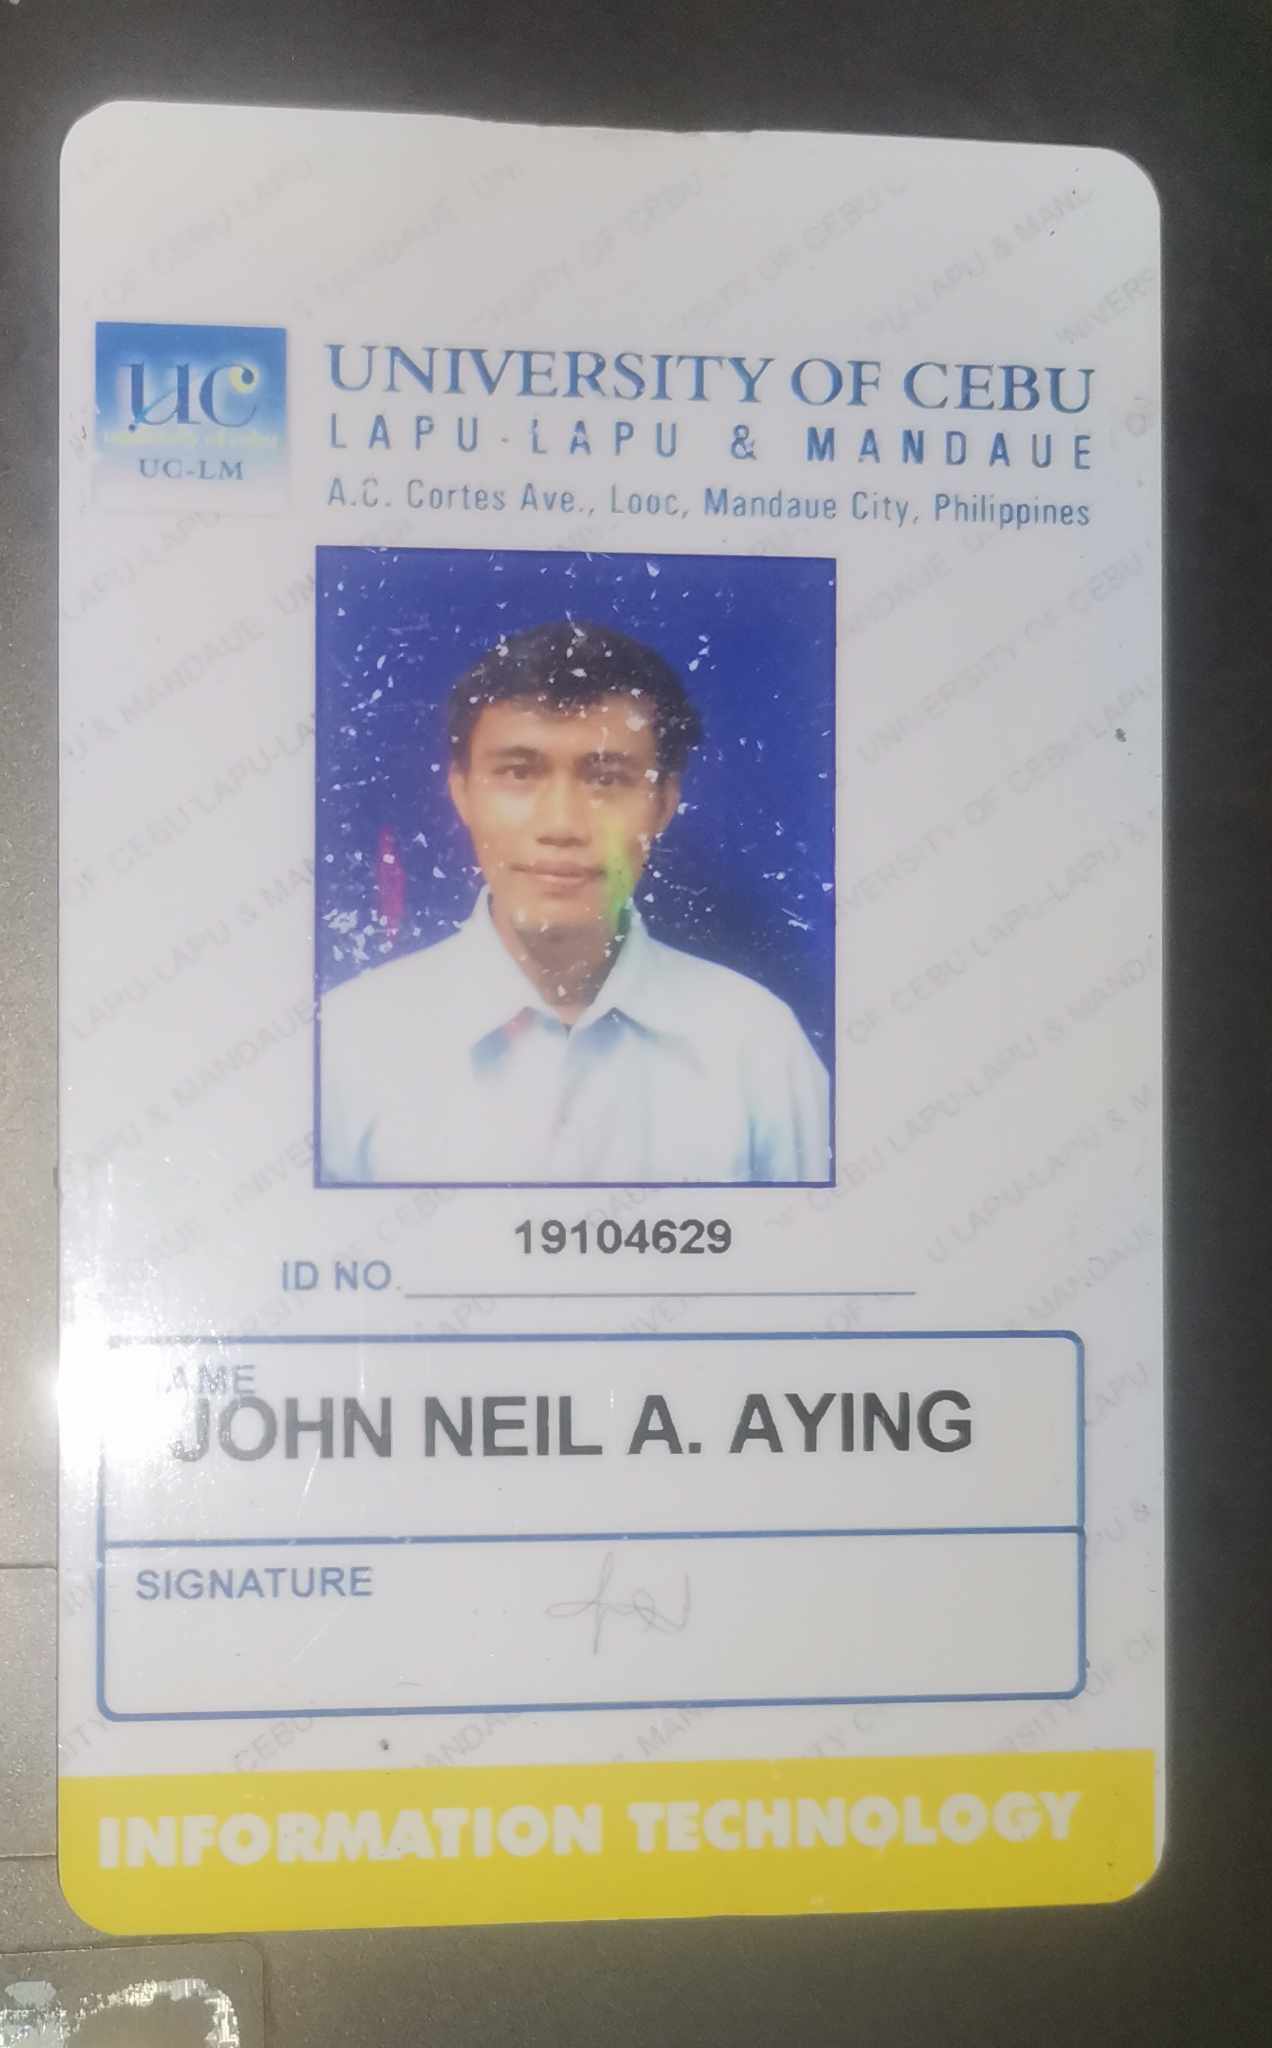 UC
University of Cebu
UC-LM
UNIVERSITY OF CEBU
LAPU-LAPU & MANDAUE
A.C. Cortes Ave., Looc, Mandaue City, Philippines
19104629
ID NO.
NAME
JOHN NEIL A. AYING
SIGNATURE
INFORMATION TECHNOLOGY